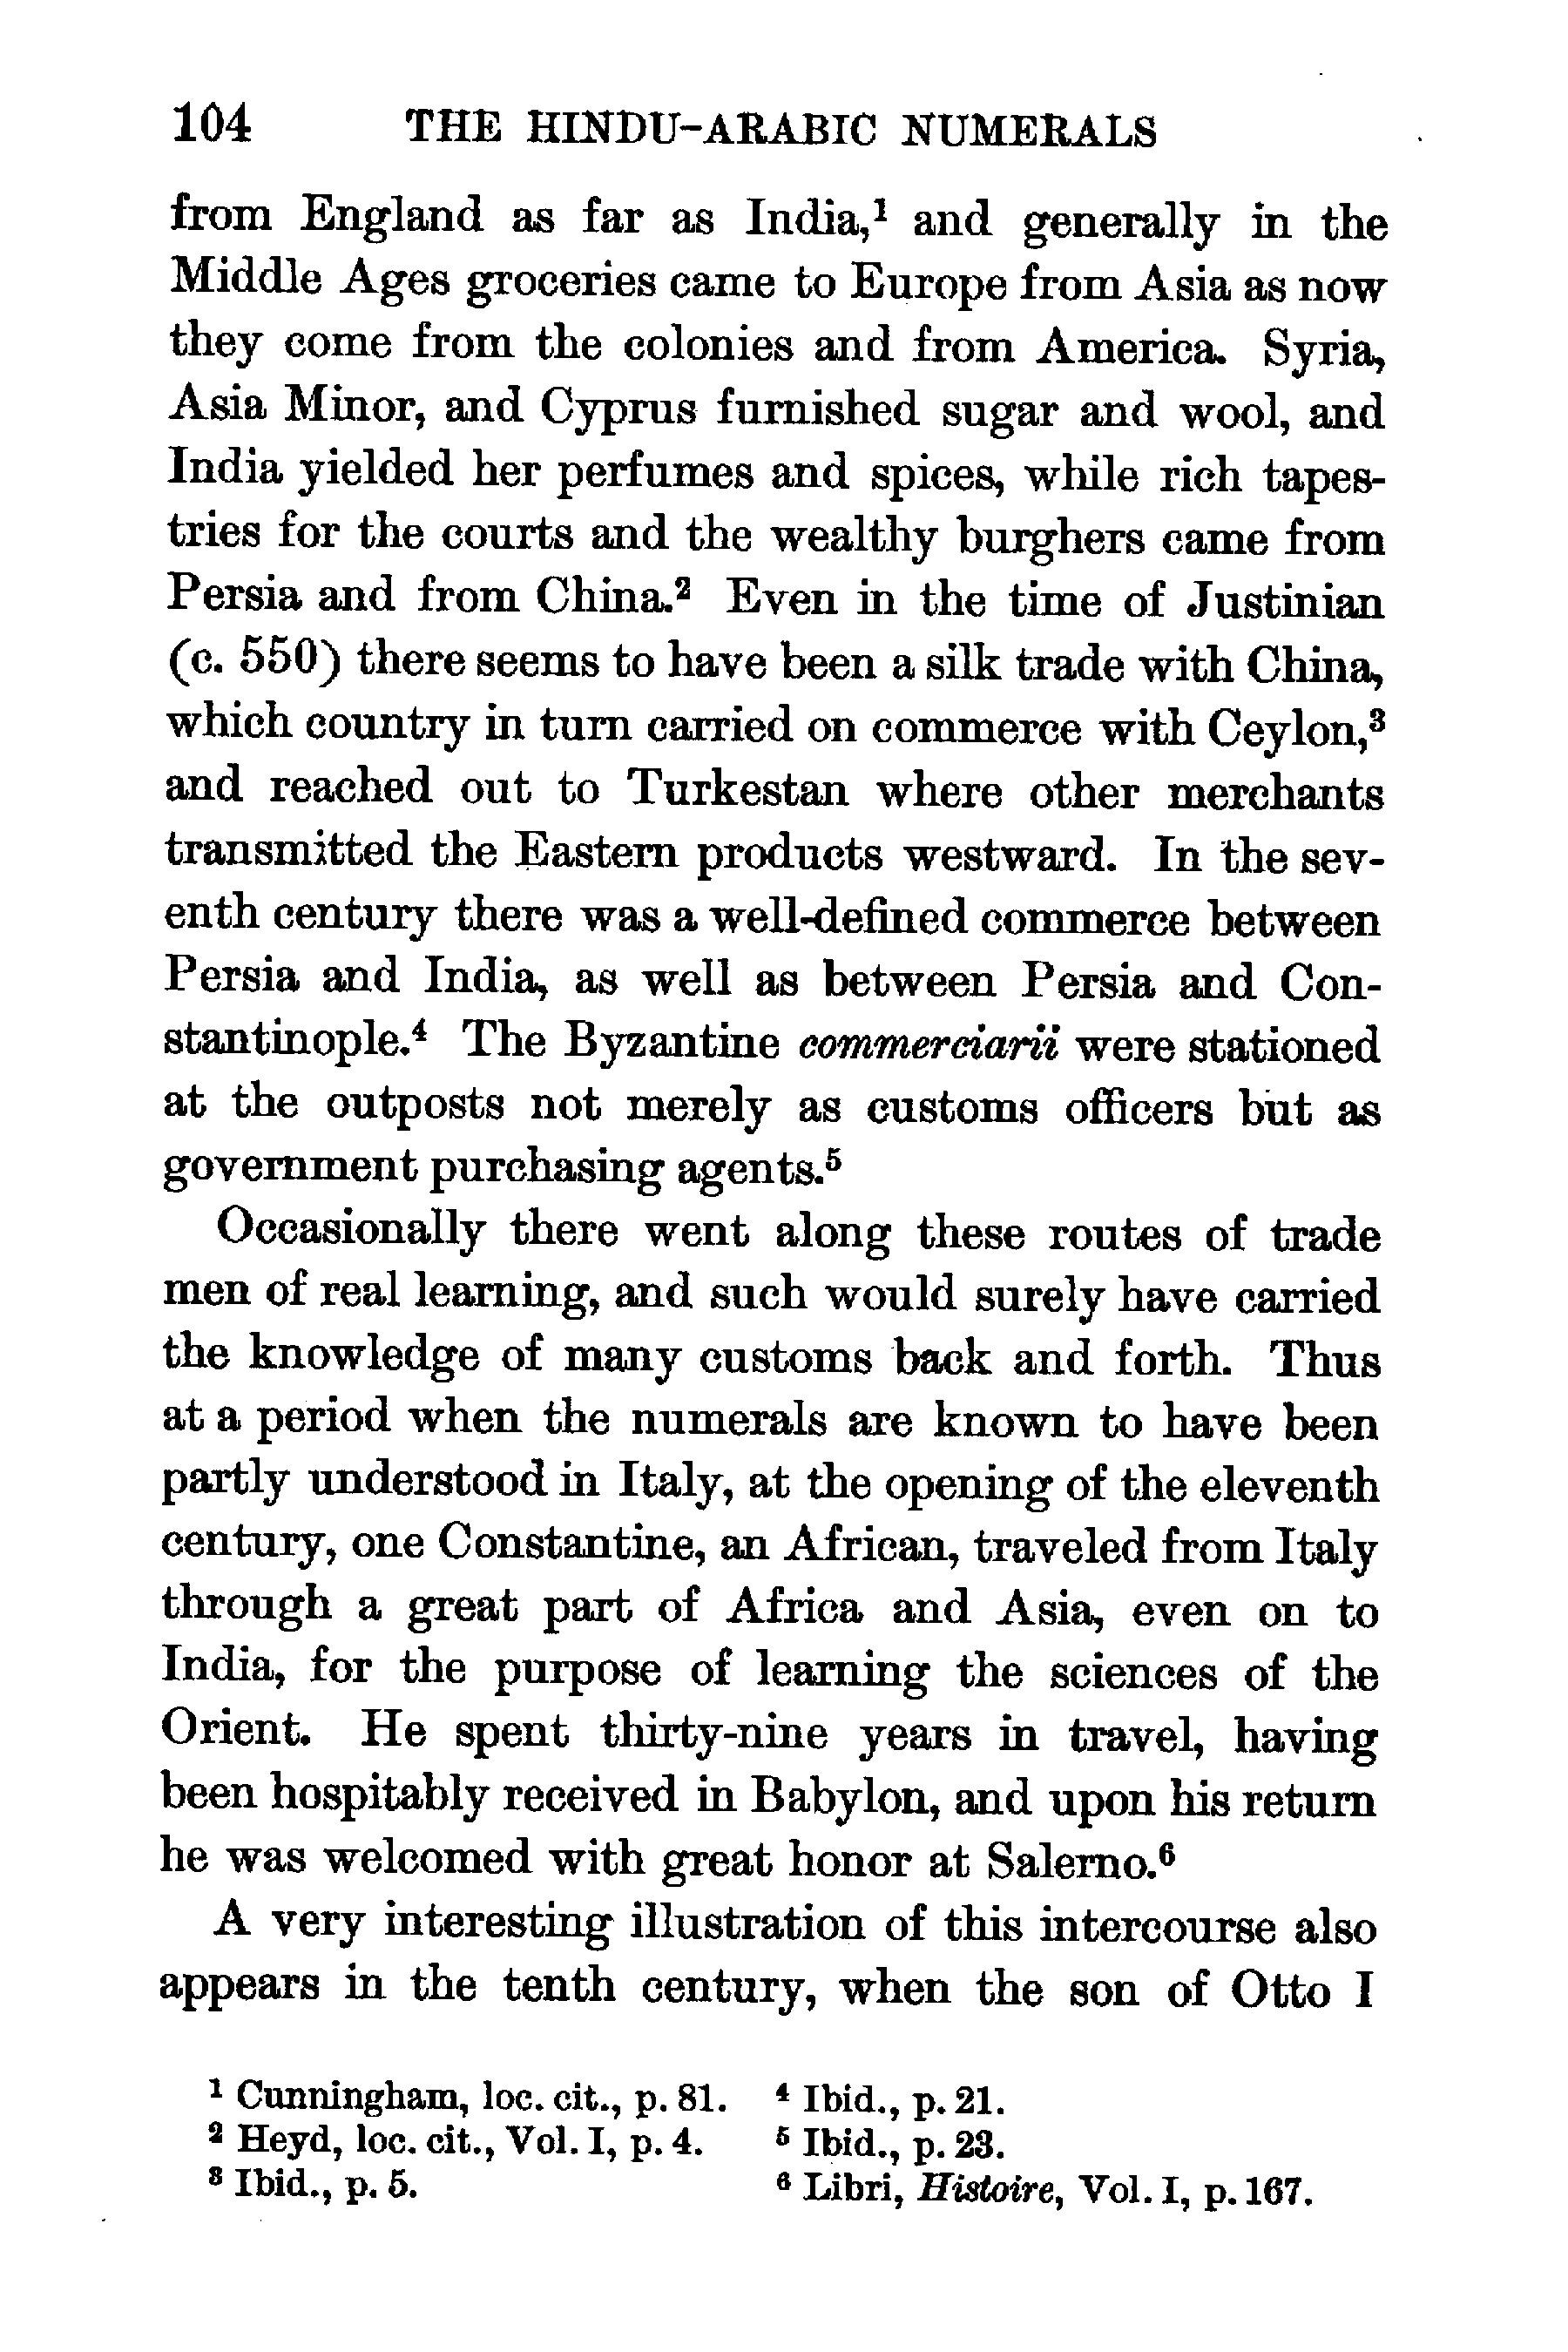 104 THE HINDU-ARABIC NUMERALS
from England as far as India,¹ and generally in the
Middle Ages groceries came to Europe from Asia as now
they come from the colonies and from America. Syria,
Asia Minor, and Cyprus furnished sugar and wool, and
India yielded her perfumes and spices, while rich tapes-
tries for the courts and the wealthy burghers came from
Persia and from China.² Even in the time of Justinian
(c. 550) there seems to have been a silk trade with China,
which country in turn carried on commerce with Ceylon,³
and reached out to Turkestan where other merchants
transmitted the Eastern products westward. In the sev-
enth century there was a well-defined commerce between
Persia and India, as well as between Persia and Con-
stantinople.⁴ The Byzantine commerciarii were stationed
at the outposts not merely as customs officers but as
government purchasing agents.⁵
Occasionally there went along these routes of trade
men of real learning, and such would surely have carried
the knowledge of many customs back and forth. Thus
at a period when the numerals are known to have been
partly understood in Italy, at the opening of the eleventh
century, one Constantine, an African, traveled from Italy
through a great part of Africa and Asia, even on to
India, for the purpose of learning the sciences of the
Orient. He spent thirty-nine years in travel, having
been hospitably received in Babylon, and upon his return
he was welcomed with great honor at Salerno.⁶
A very interesting illustration of this intercourse also
appears in the tenth century, when the son of Otto I
¹ Cunningham, loc. cit., p. 81.
² Heyd, loc. cit., Vol. I, p. 4.
³ Ibid., p. 5.
⁴ Ibid., p. 21.
⁵ Ibid., p. 23.
⁶ Libri, Histoire, Vol. I, p. 167.